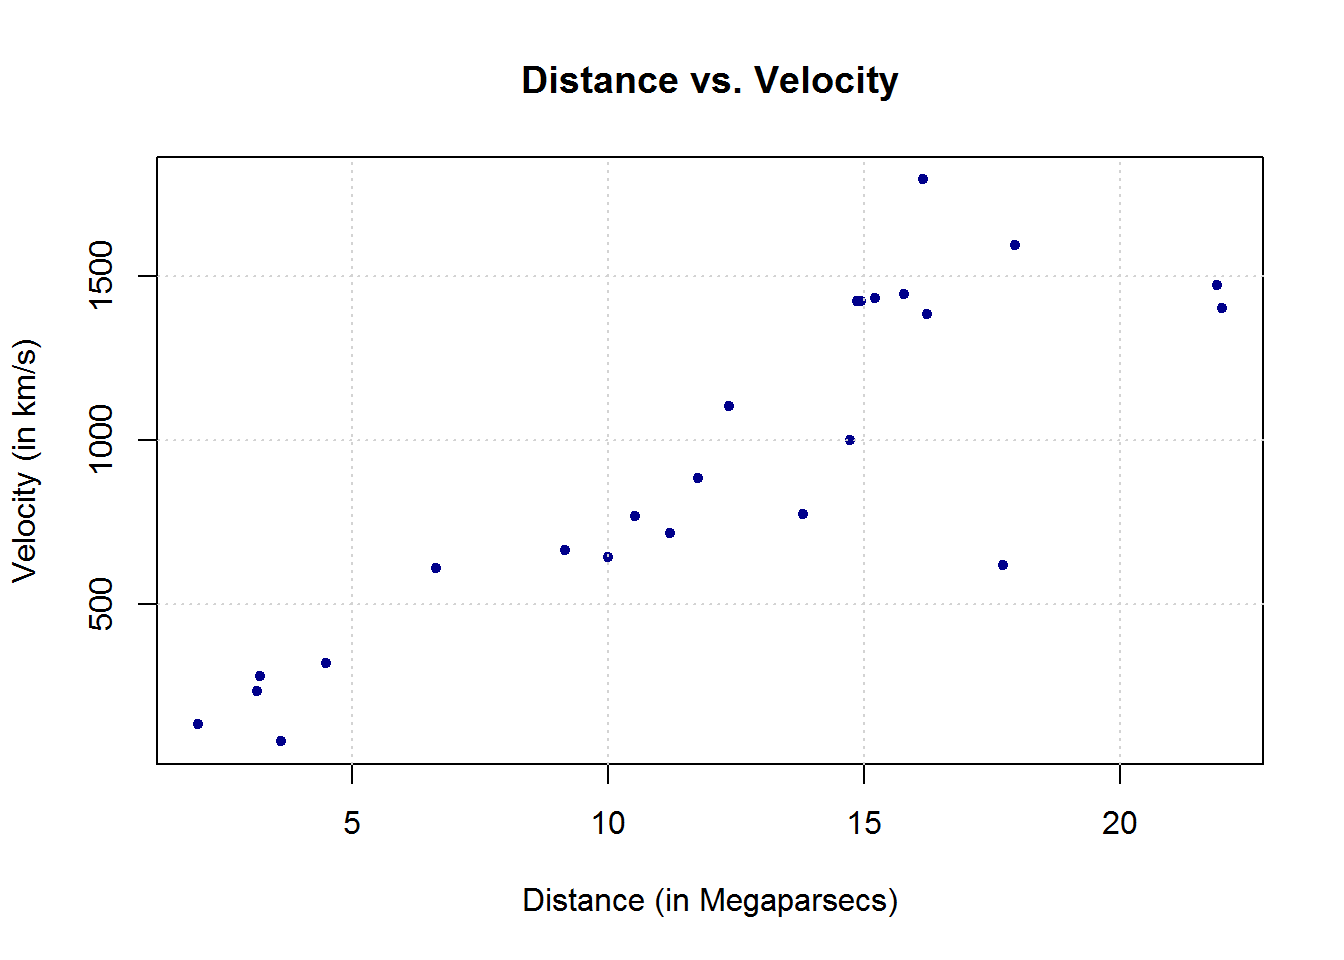 Distance vs. Velocity
Velocity (in km/s)
1500
1000
500
5 10 15 20
Distance (in Megaparsecs)